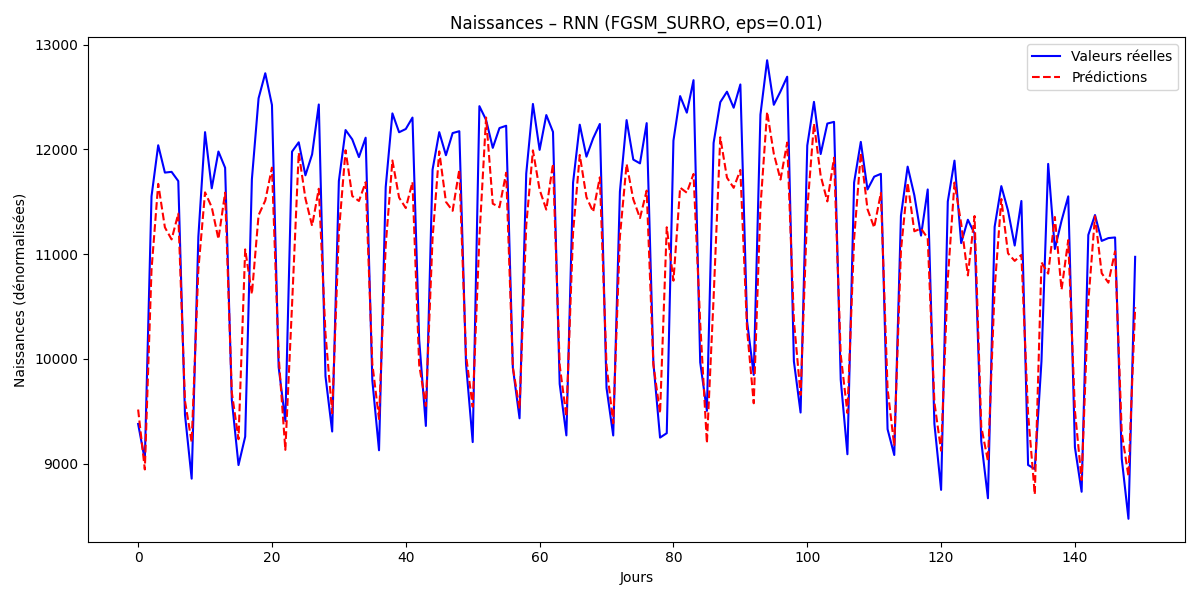 Naissances – RNN (FGSM_SURRO, eps=0.01)
Valeurs réelles
Prédictions
Naissances (dénormalisées)
13000
12000
11000
10000
9000
0 20 40 60 80 100 120 140
Jours